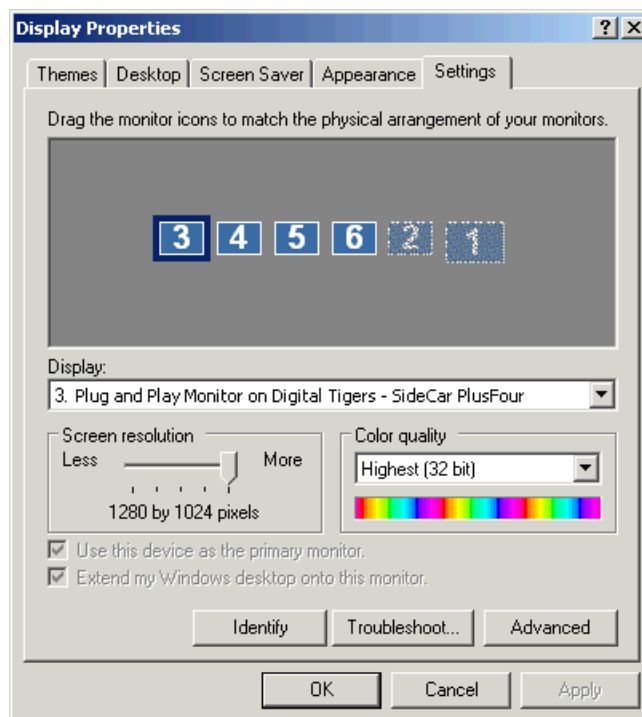 Display Properties
Themes Desktop Screen Saver Appearance Settings
Drag the monitor icons to match the physical arrangement of your monitors.
3 4 5 6 2 1
Display:
3. Plug and Play Monitor on Digital Tigers - SideCar PlusFour
Screen resolution
Less More
1280 by 1024 pixels
Color quality
Highest (32 bit)
Use this device as the primary monitor.
Extend my Windows desktop onto this monitor.
Identify Troubleshoot... Advanced
OK Cancel Apply